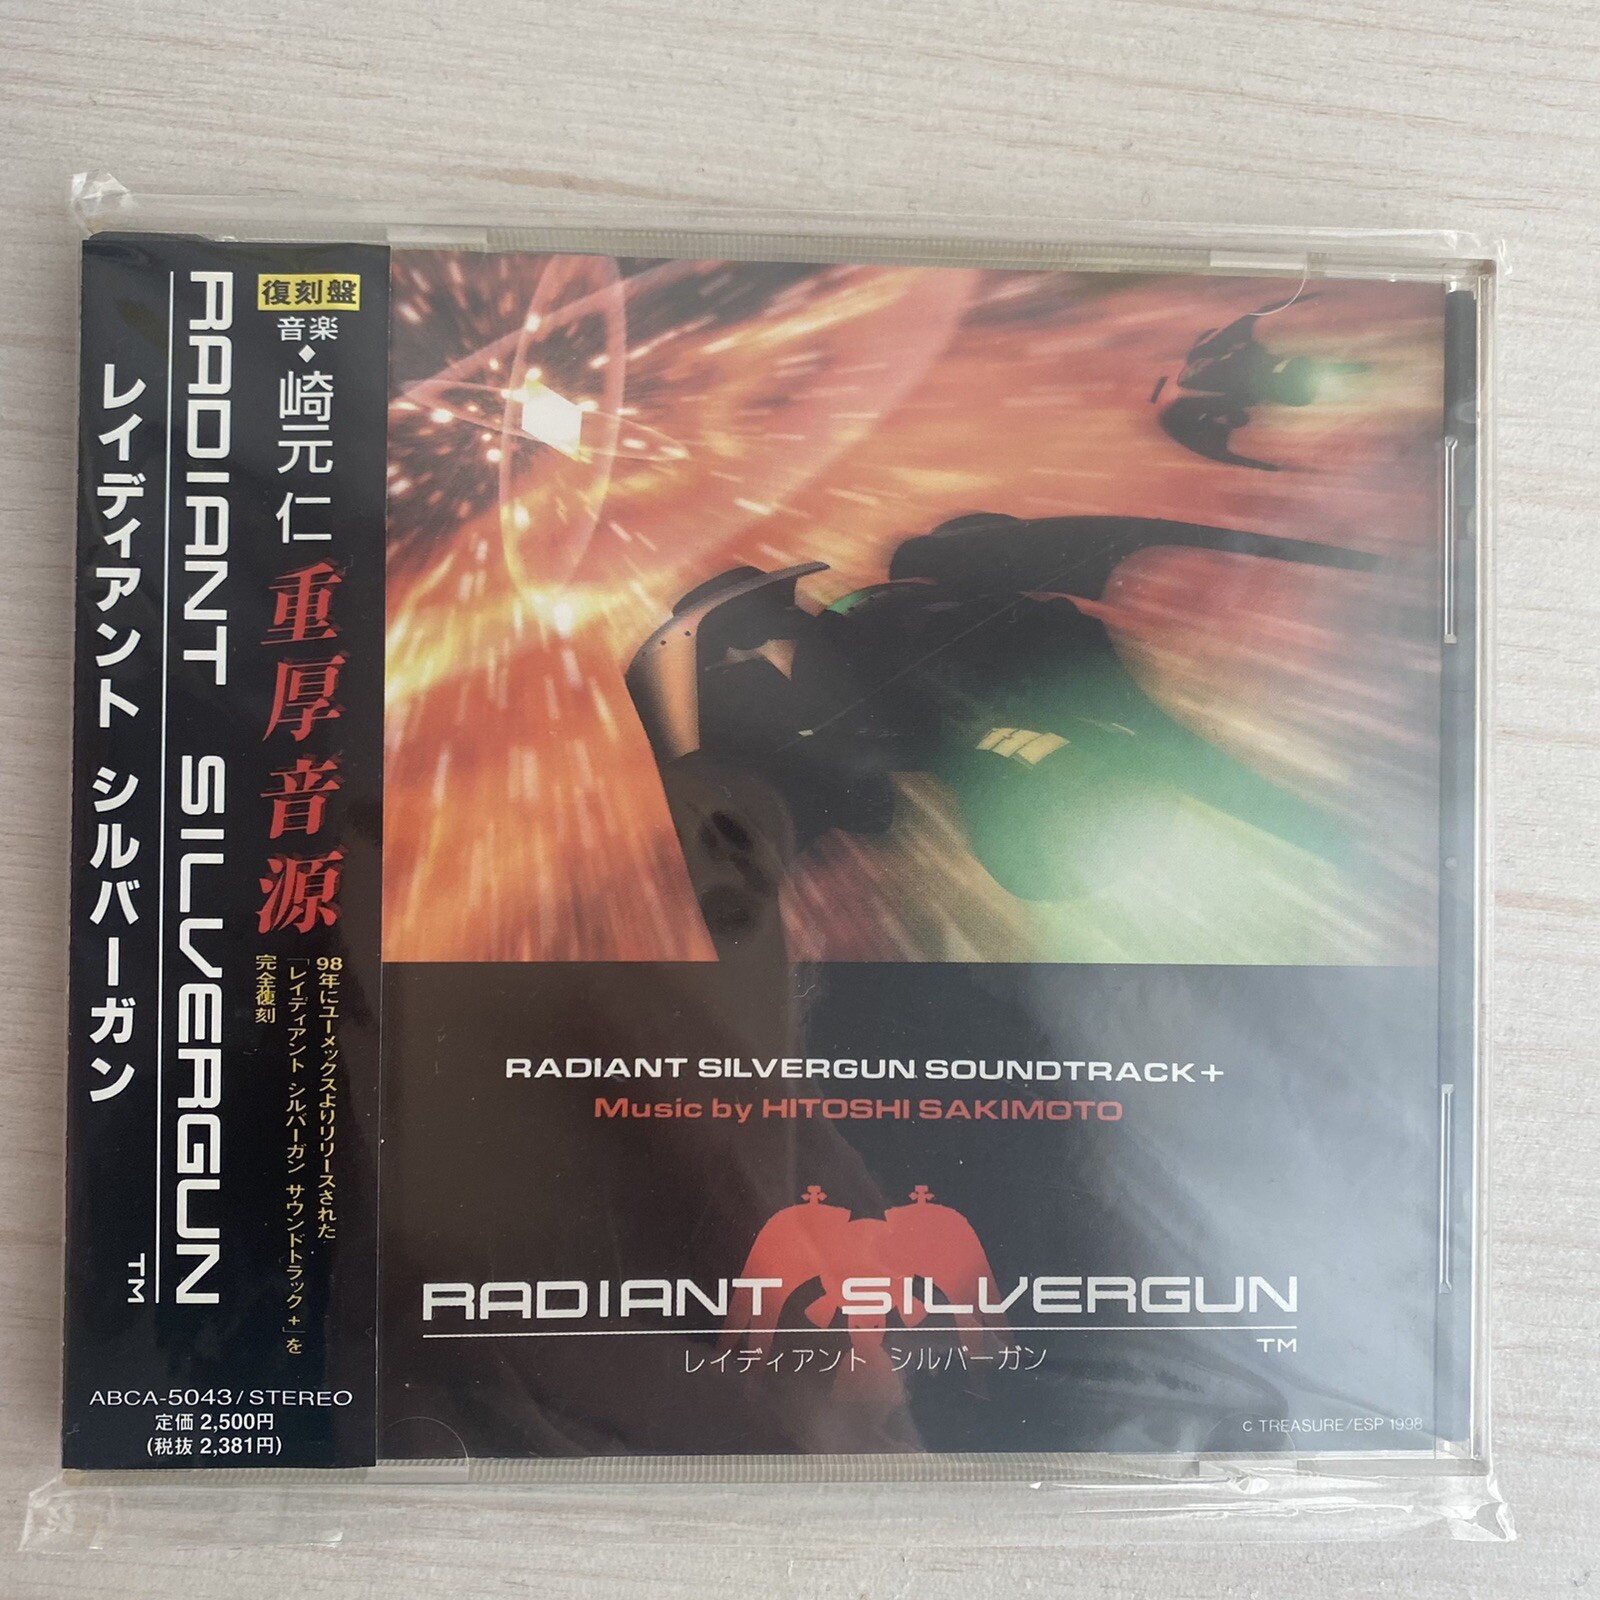 復刻盤
音楽◆崎元 仁
重厚音源
98年にユーメックスよりリリースされた
「レイディアント シルバーガン サウンドトラック+」を
完全復刻
RADIANT SILVERGUN
TM
レイディアント シルバーガン
ABCA-5043/STEREO
定価 2,500円
(税抜 2,381円)
RADIANT SILVERGUN SOUNDTRACK+
Music by HITOSHI SAKIMOTO
RADIANT SILVERGUN
TM
レイディアント シルバーガン
C TREASURE/ESP 1998